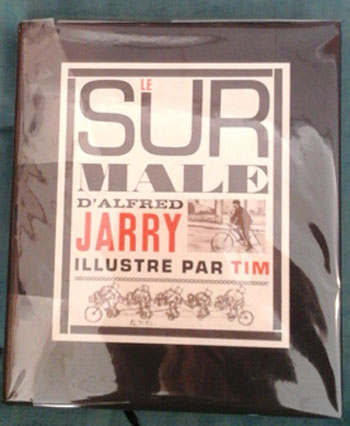 LE
SUR
MALE
D'ALFRED
JARRY
ILLUSTRE PAR TIM